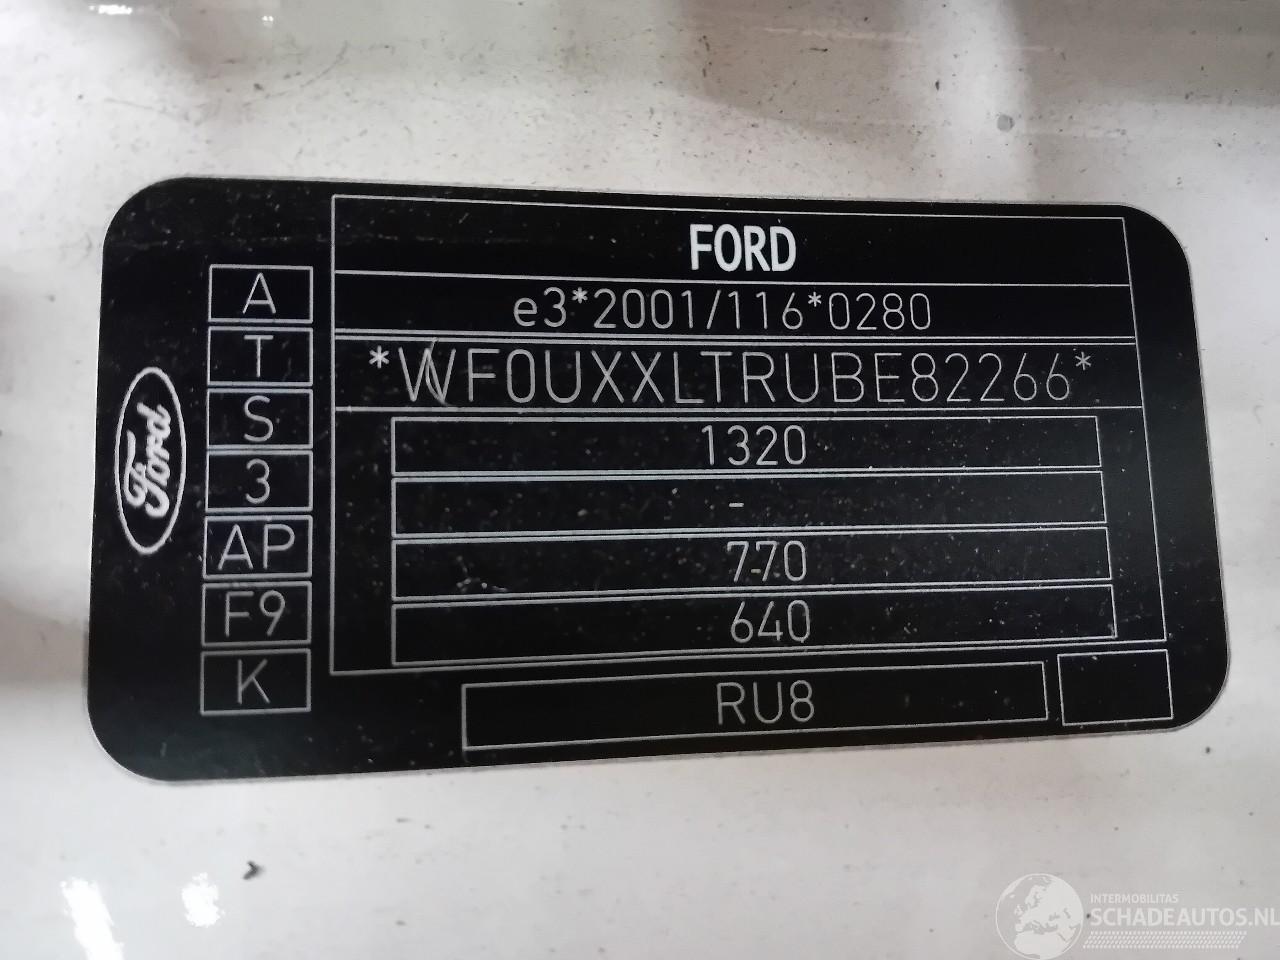 FORD
e3*2001/116*0280
*WF0UXXLTRUBE82266*
1320
-
770
640
RU8
A
T
S
3
AP
F9
K
Ford
INTERMOBILITAS
SCHADEAUTOS.NL